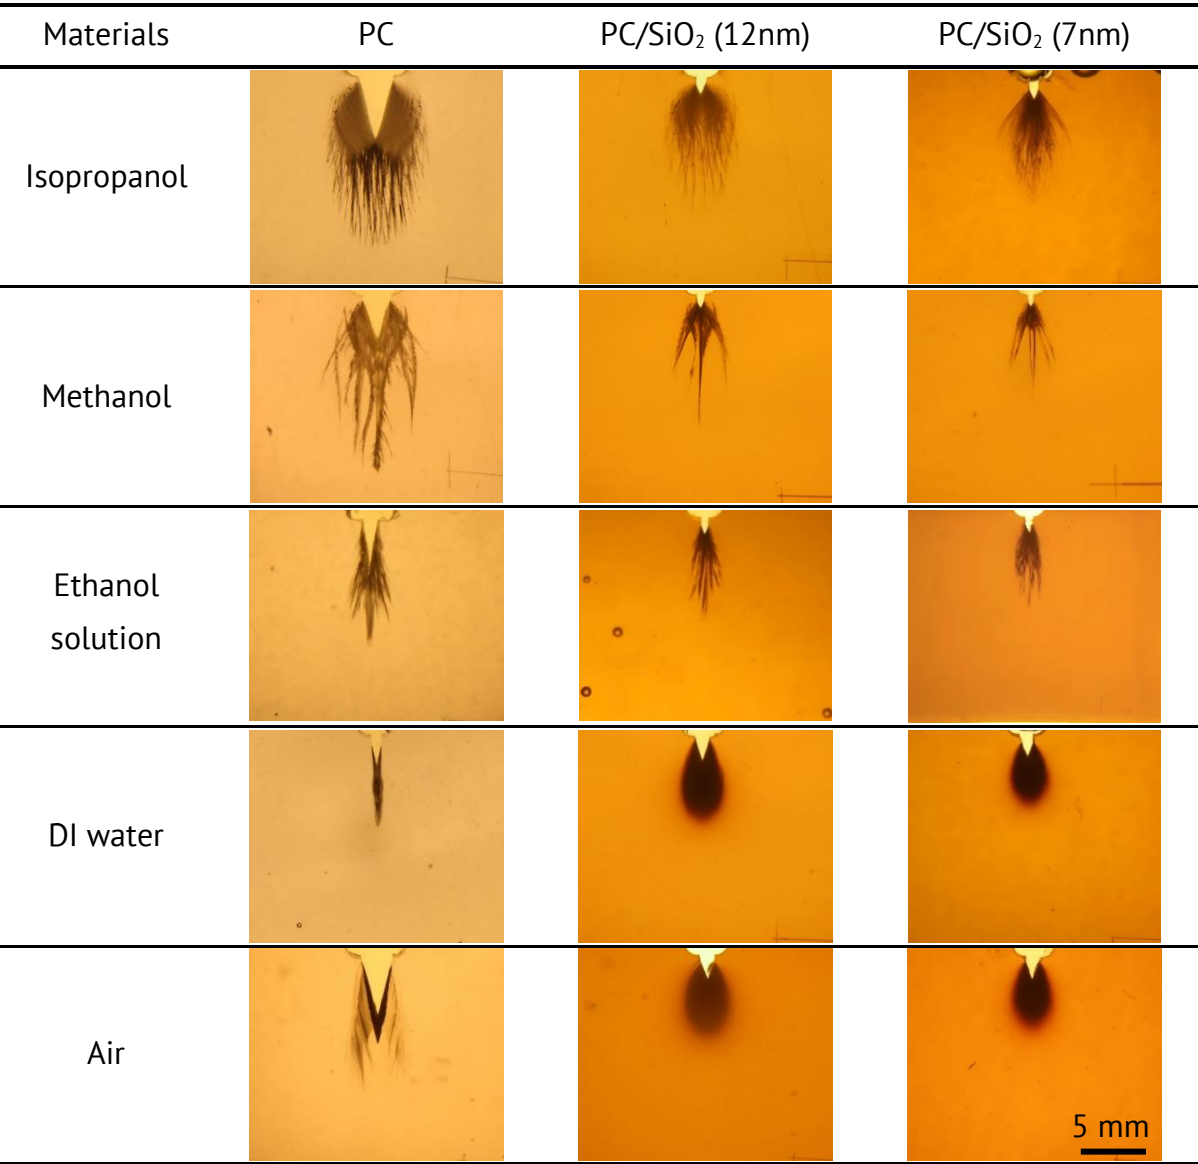 Materials PC PC/SiO₂ (12nm) PC/SiO₂ (7nm)
Isopropanol
Methanol
Ethanol
solution
DI water
Air
5 mm